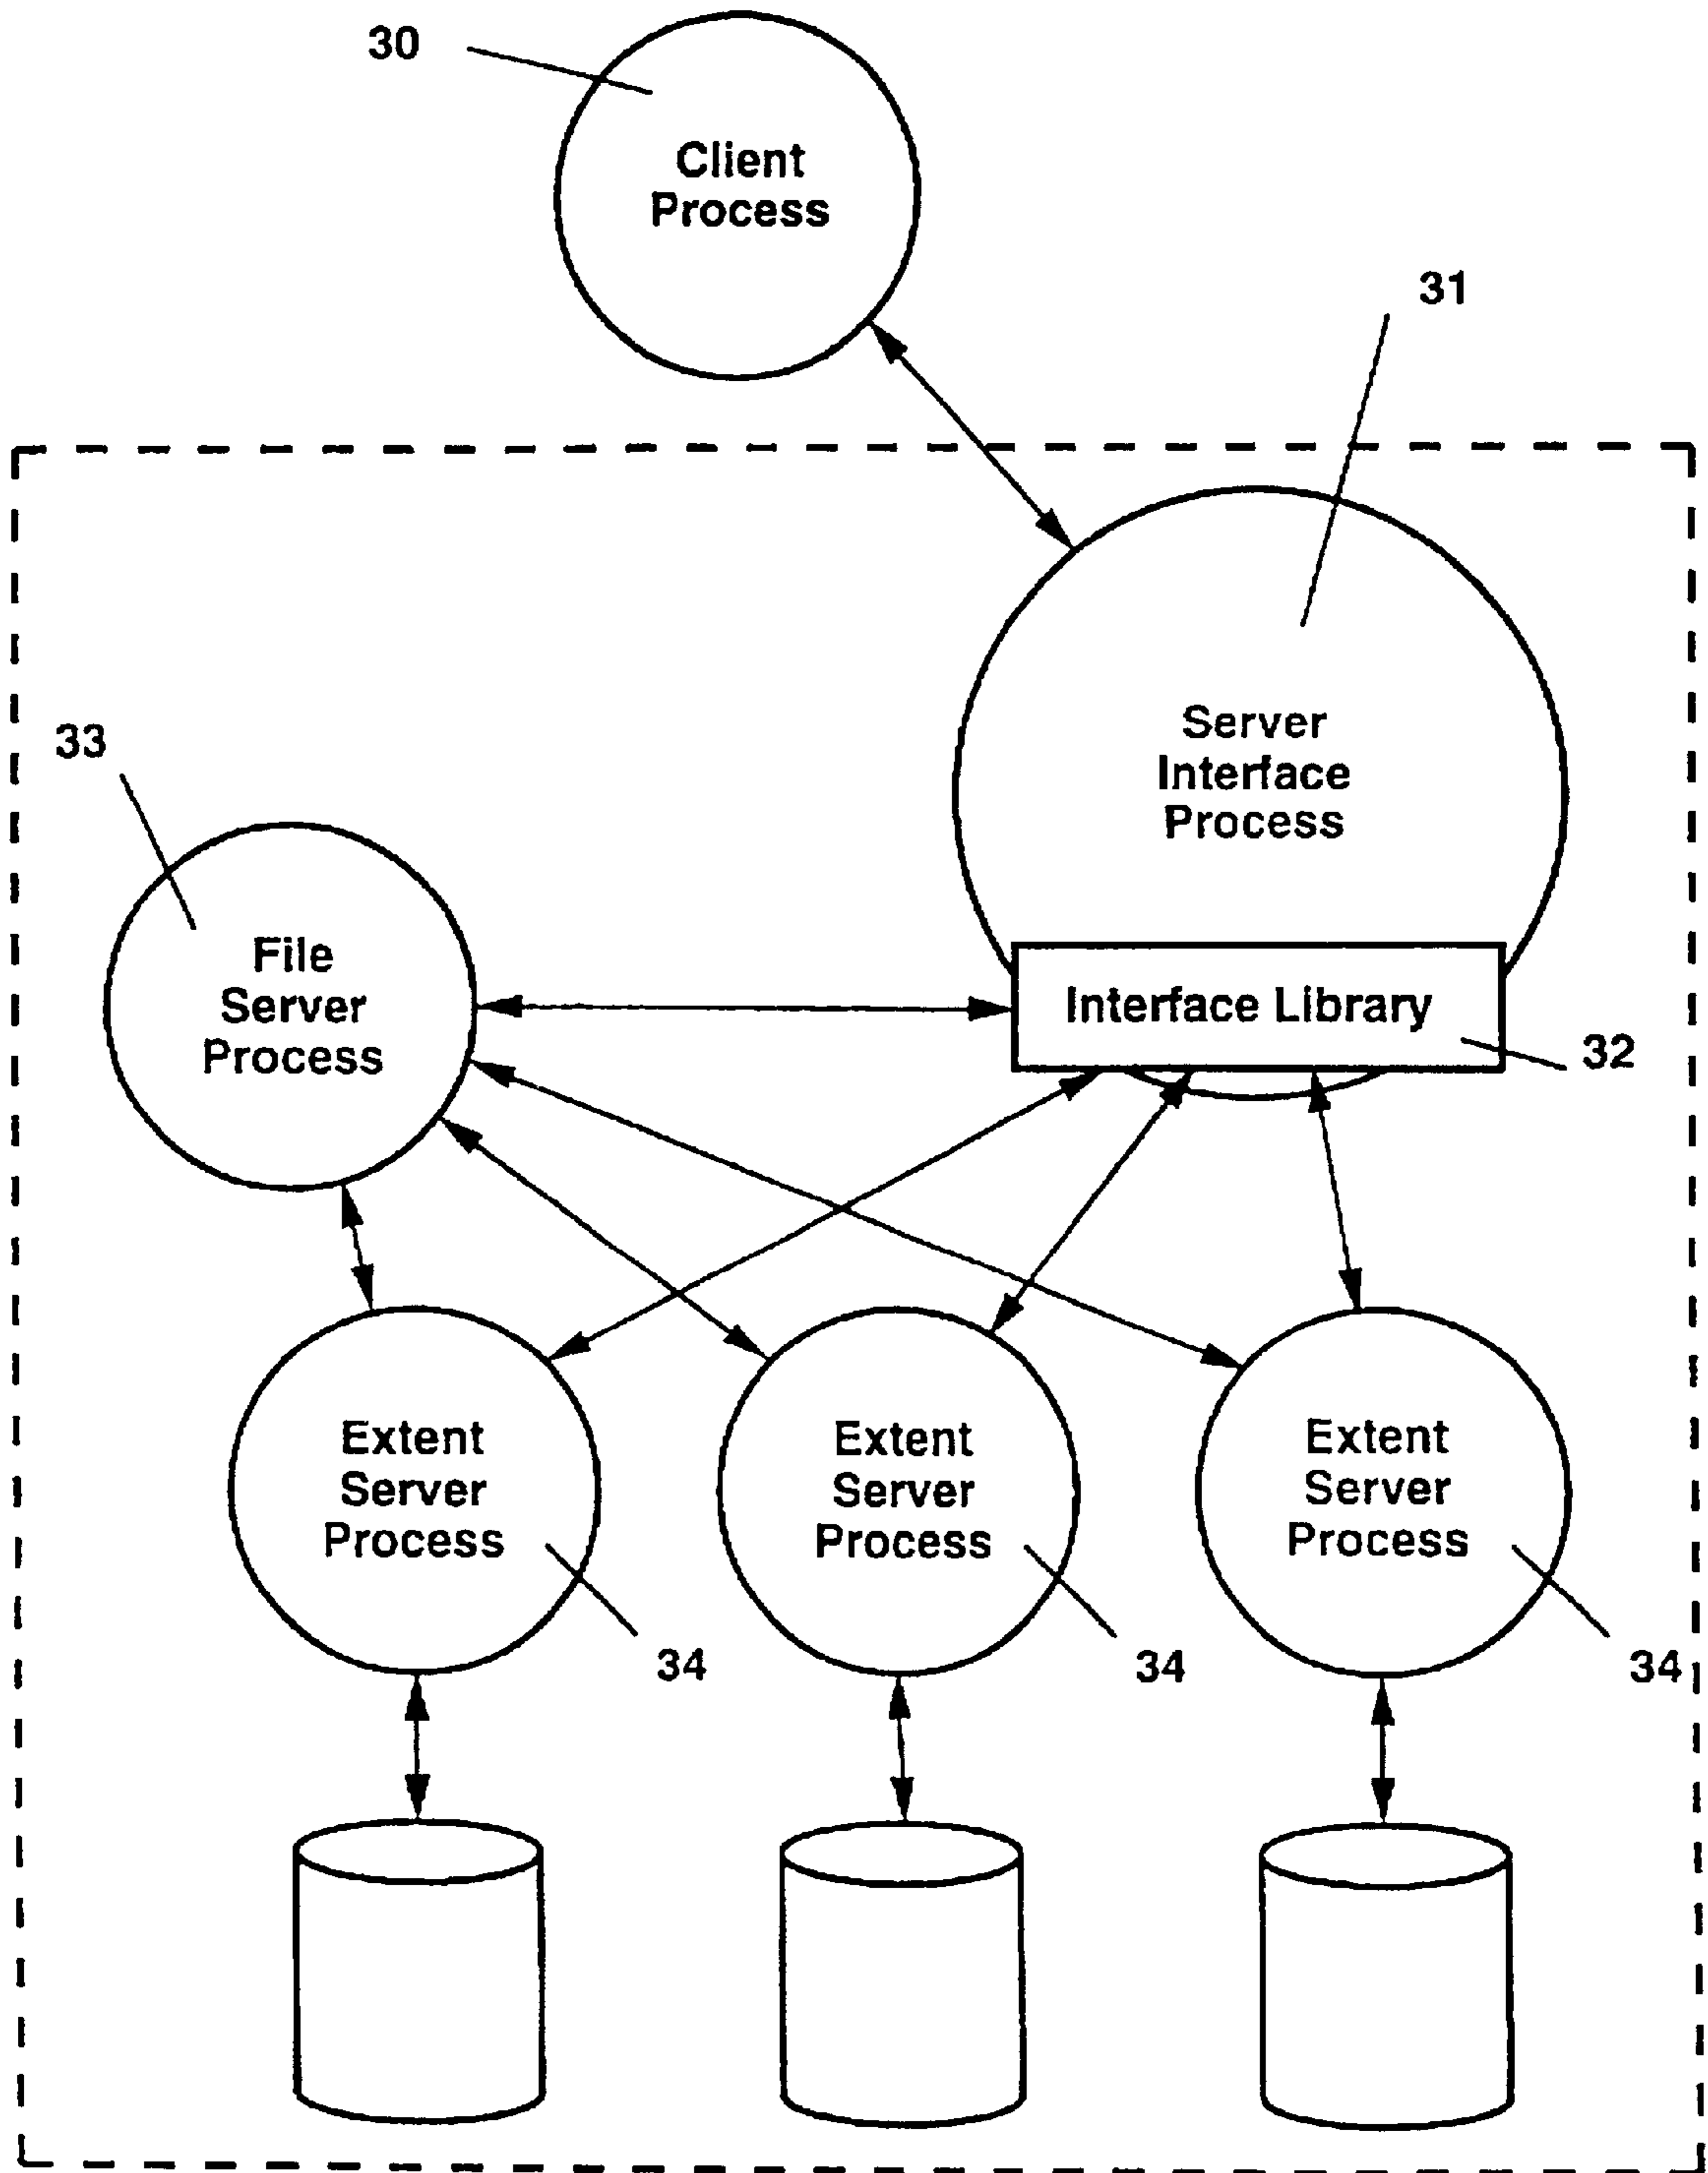 30
Client
Process
31
Server
Interface
Process
33
File
Server
Process
Interface Library
32
Extent
Server
Process
34
Extent
Server
Process
34
Extent
Server
Process
34